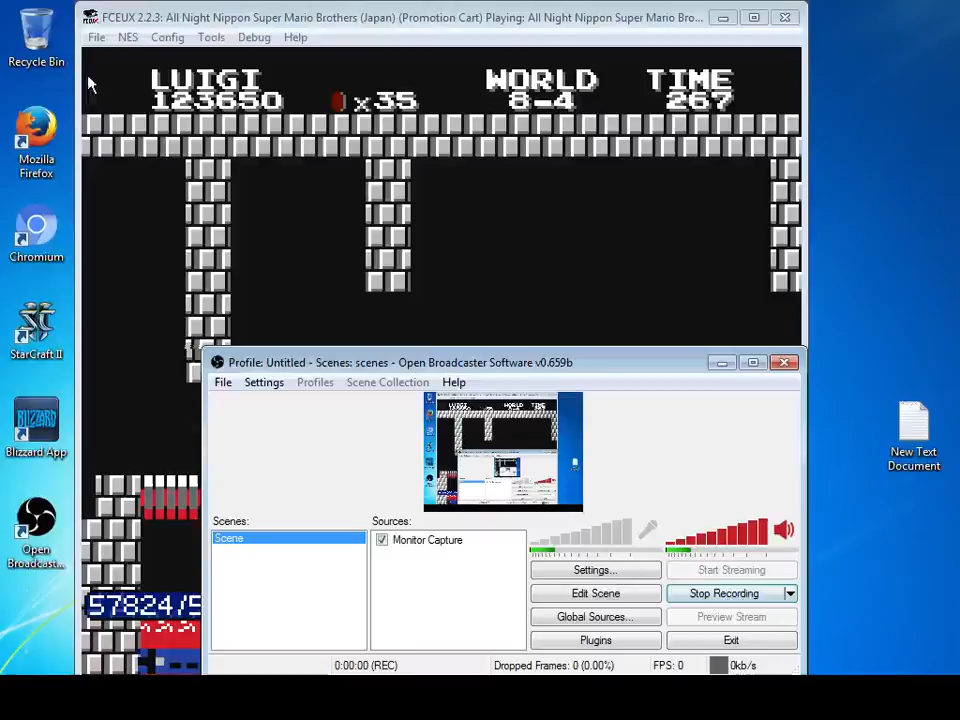 Recycle Bin
Mozilla
Firefox
Chromium
StarCraft II
Blizzard App
Open
Broadcast...
FCEUX 2.2.3: All Night Nippon Super Mario Brothers (Japan) (Promotion Cart) Playing: All Night Nippon Super Mario Bro...
File NES Config Tools Debug Help
LUIGI WORLD TIME
123650 x35 8-4 267
57824/5
Profile: Untitled - Scenes: scenes - Open Broadcaster Software v0.659b
File Settings Profiles Scene Collection Help
Scenes: Sources:
Scene Monitor Capture
Settings... Start Streaming
Edit Scene Stop Recording
Global Sources... Preview Stream
Plugins Exit
0:00:00 (REC) Dropped Frames: 0 (0.00%) FPS: 0 0kb/s
New Text
Document